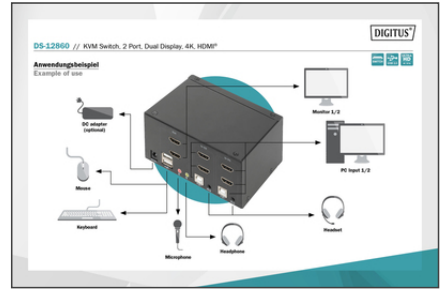 DIGITUS®
DS-12860 // KVM Switch, 2 Port, Dual Display, 4K, HDMI®
Anwendungsbeispiel
Example of use
Monitor 1/2
DC adapter
(optional)
PC Input 1/2
Mouse
Keyboard
Headset
Headphone
Microphone